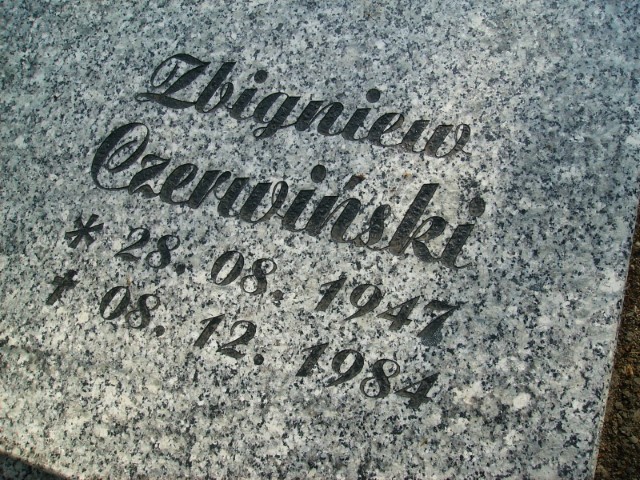 Zbigniew
Czerwiński
* 28. 08. 1947
† 08. 12. 1984